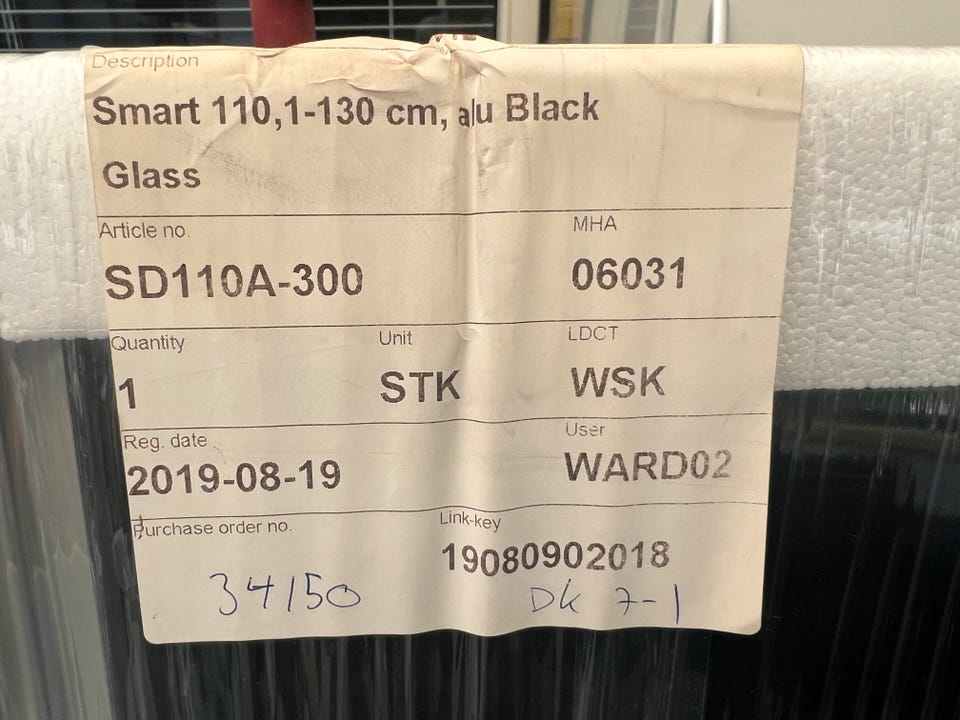 Description
Smart 110,1-130 cm, alu Black
Glass
Article no.
MHA
SD110A-300
06031
Quantity
Unit
LDCT
1
STK
WSK
Reg. date
User
2019-08-19
WARD02
Purchase order no.
Link-key
19080902018
34150
DK 7-1